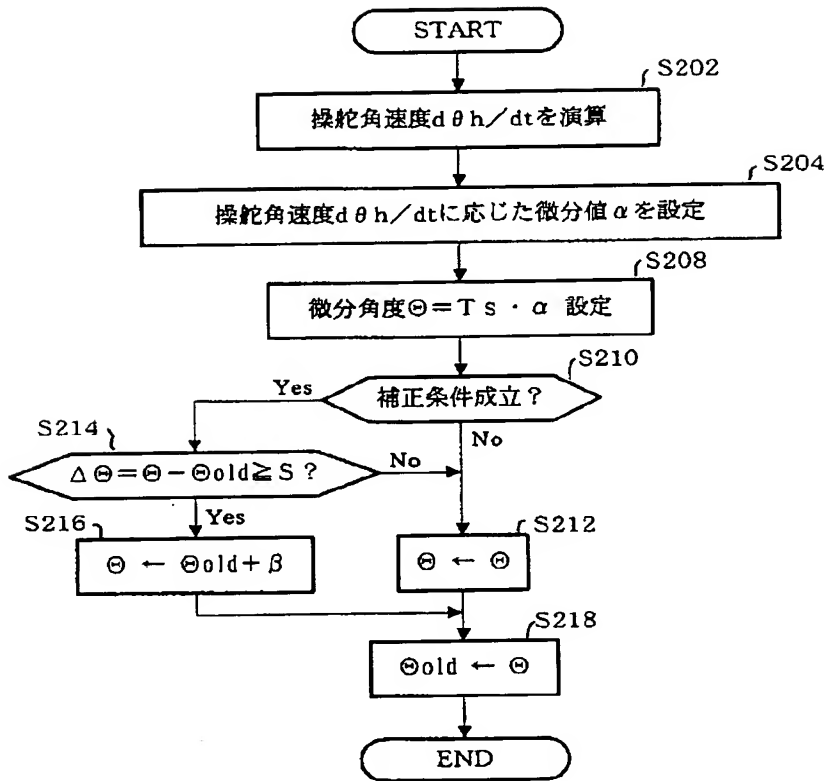 START
S202
操舵角速度dθh/dtを演算
S204
操舵角速度dθh/dtに応じた微分値αを設定
S208
微分角度Θ=Ts・α 設定
S210
補正条件成立?
Yes
No
S214
ΔΘ=Θ-Θold≧S?
No
Yes
S216
Θ ← Θold+β
S212
Θ ← Θ
S218
Θold ← Θ
END